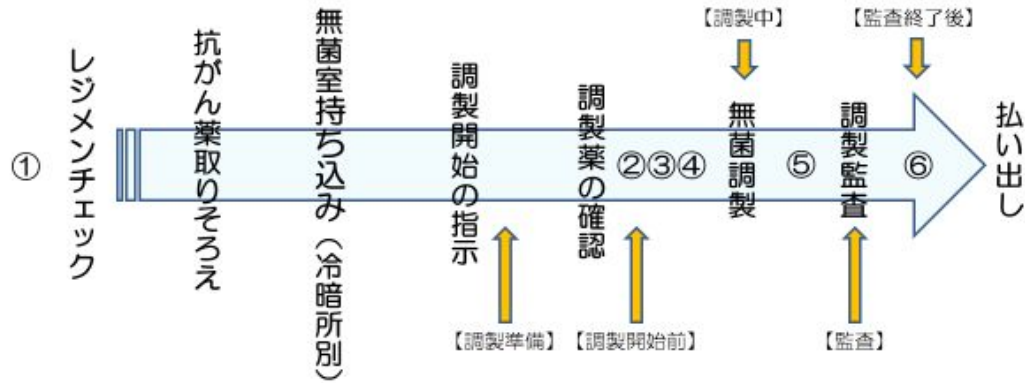 ①
レジメンチェック
抗がん薬取りそろえ
無菌室持ち込み（冷暗所別）
調製開始の指示
【調製準備】
調製薬の確認
【調製開始前】
②③④
【調製中】
無菌調製
⑤
調製監査
【監査】
【監査終了後】
⑥
払い出し